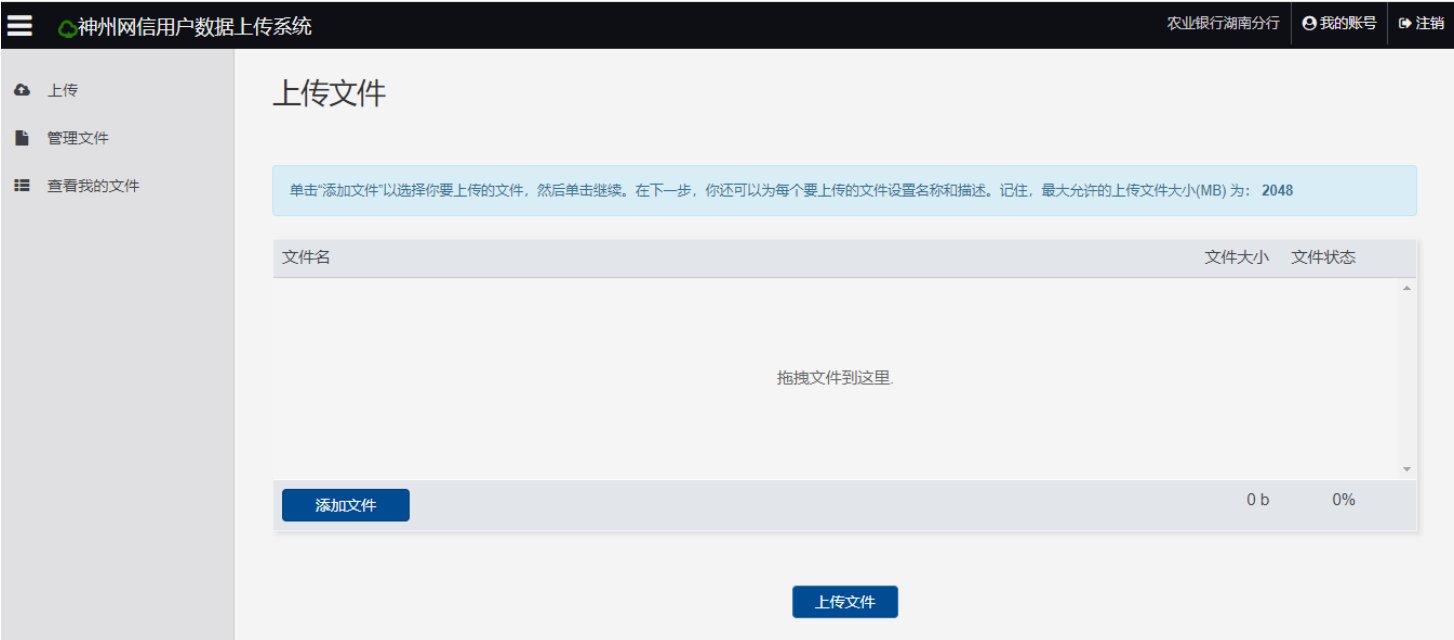 神州网信用户数据上传系统
农业银行湖南分行
我的账号
注销
上传
管理文件
查看我的文件
上传文件
单击“添加文件”以选择你要上传的文件，然后单击继续。在下一步，你还可以为每个要上传的文件设置名称和描述。记住，最大允许的上传文件大小(MB) 为： 2048
文件名 文件大小 文件状态
拖拽文件到这里.
添加文件 0 b 0%
上传文件